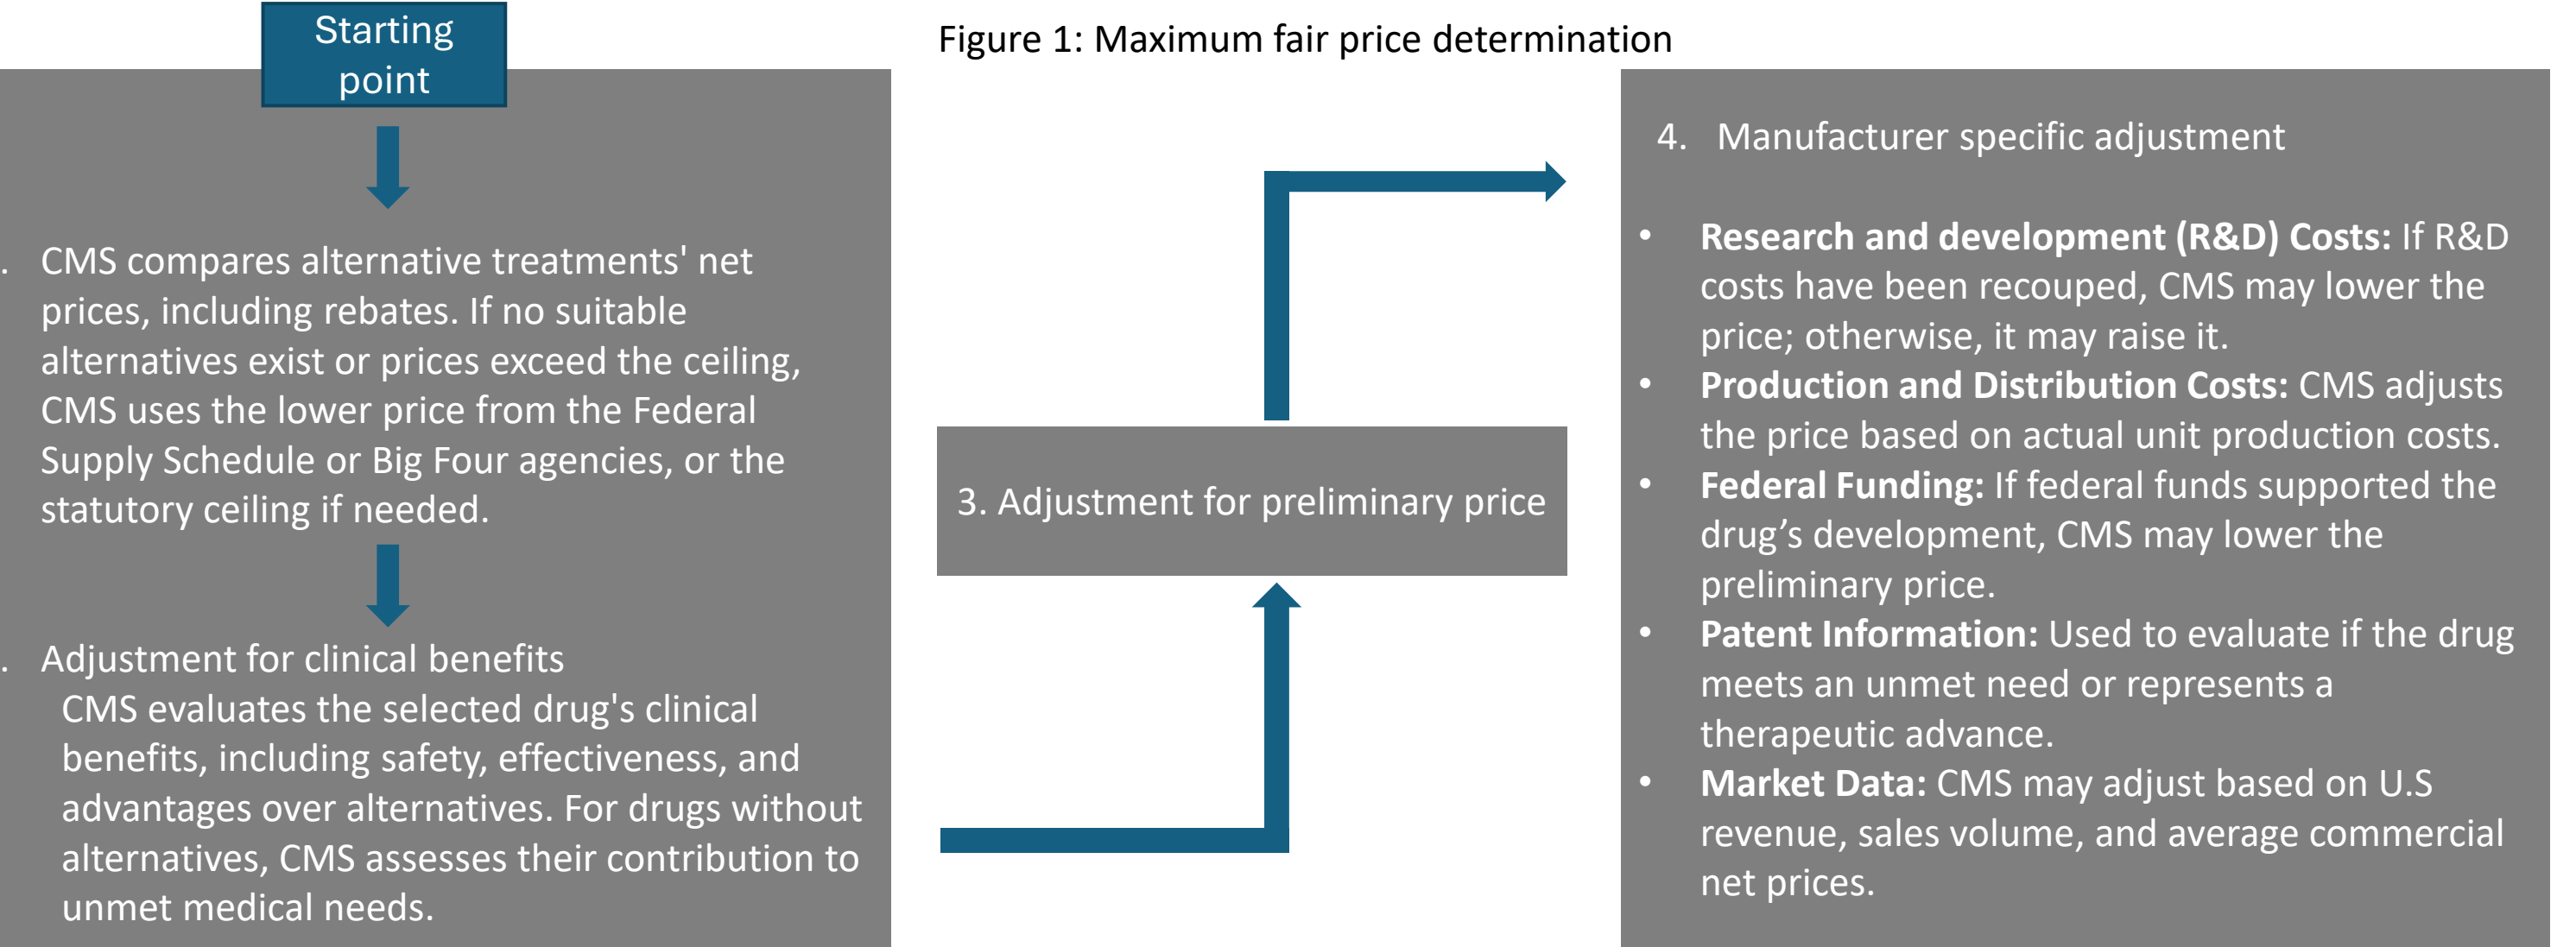 Starting
point
Figure 1: Maximum fair price determination
. CMS compares alternative treatments' net
prices, including rebates. If no suitable
alternatives exist or prices exceed the ceiling,
CMS uses the lower price from the Federal
Supply Schedule or Big Four agencies, or the
statutory ceiling if needed.
. Adjustment for clinical benefits
CMS evaluates the selected drug's clinical
benefits, including safety, effectiveness, and
advantages over alternatives. For drugs without
alternatives, CMS assesses their contribution to
unmet medical needs.
3. Adjustment for preliminary price
4. Manufacturer specific adjustment
• Research and development (R&D) Costs: If R&D
costs have been recouped, CMS may lower the
price; otherwise, it may raise it.
• Production and Distribution Costs: CMS adjusts
the price based on actual unit production costs.
• Federal Funding: If federal funds supported the
drug’s development, CMS may lower the
preliminary price.
• Patent Information: Used to evaluate if the drug
meets an unmet need or represents a
therapeutic advance.
• Market Data: CMS may adjust based on U.S
revenue, sales volume, and average commercial
net prices.